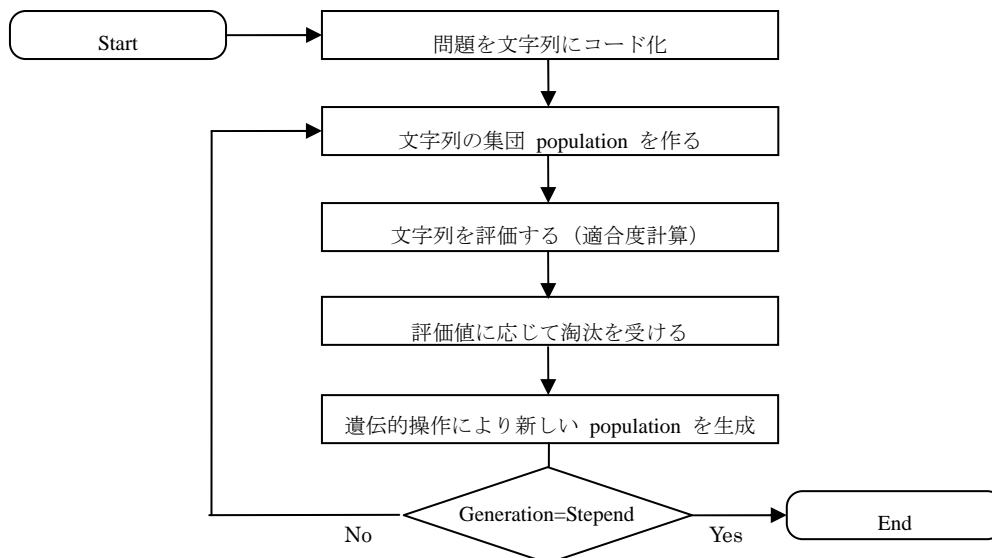 Start
問題を文字列にコード化
文字列の集団 population を作る
文字列を評価する（適合度計算）
評価値に応じて淘汰を受ける
遺伝的操作により新しい population を生成
Generation=Stepend
No
Yes
End